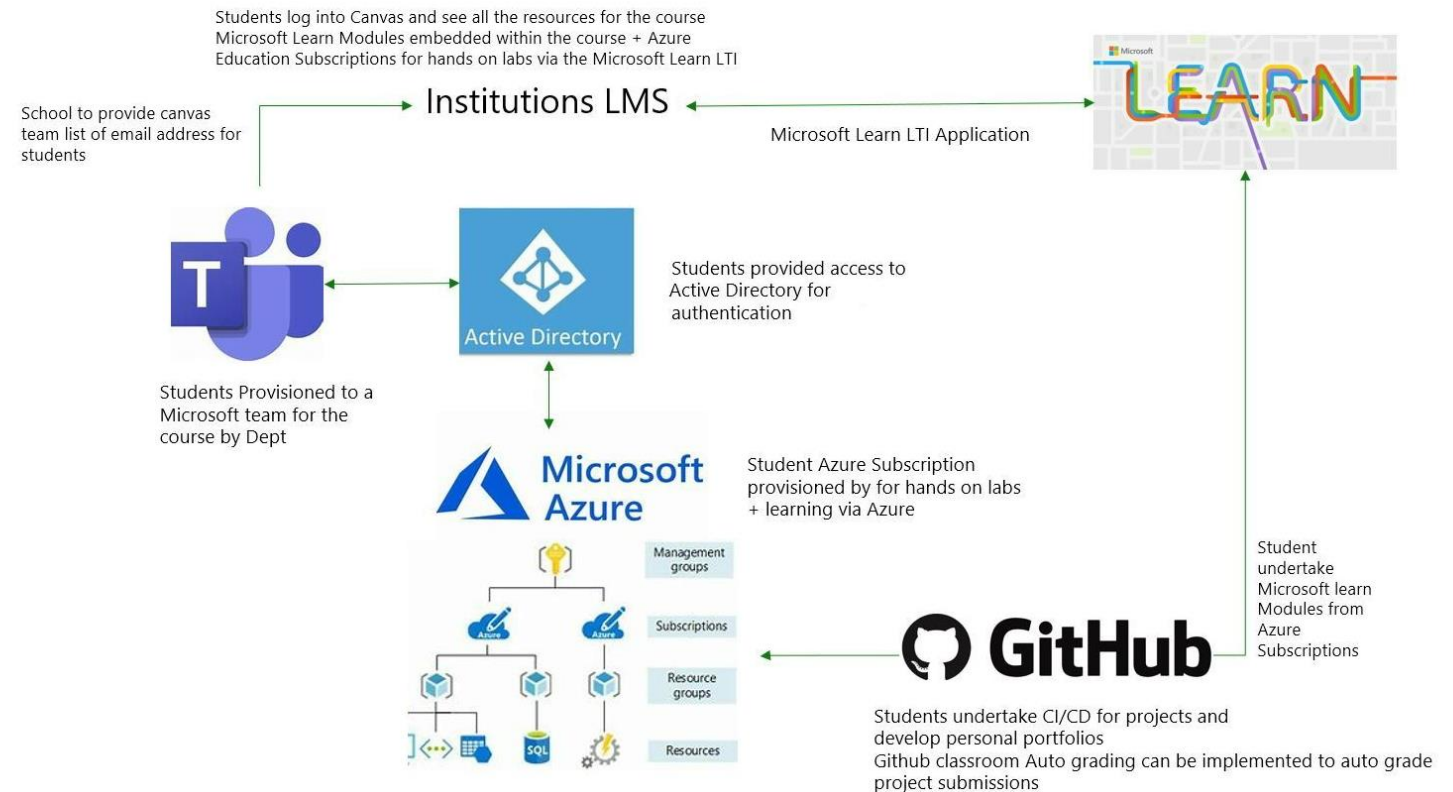 Students log into Canvas and see all the resources for the course
Microsoft Learn Modules embedded within the course + Azure
Education Subscriptions for hands on labs via the Microsoft Learn LTI
Institutions LMS
School to provide canvas
team list of email address for
students
Microsoft Learn LTI Application
Microsoft
LEARN
T
Active Directory
Students provided access to
Active Directory for
authentication
Students Provisioned to a
Microsoft team for the
course by Dept
Microsoft
Azure
Student Azure Subscription
provisioned by for hands on labs
+ learning via Azure
Management
groups
Azure
Azure
Subscriptions
Resource
groups
SQL
Resources
Student
undertake
Microsoft learn
Modules from
Azure
Subscriptions
GitHub
Students undertake CI/CD for projects and
develop personal portfolios
Github classroom Auto grading can be implemented to auto grade
project submissions